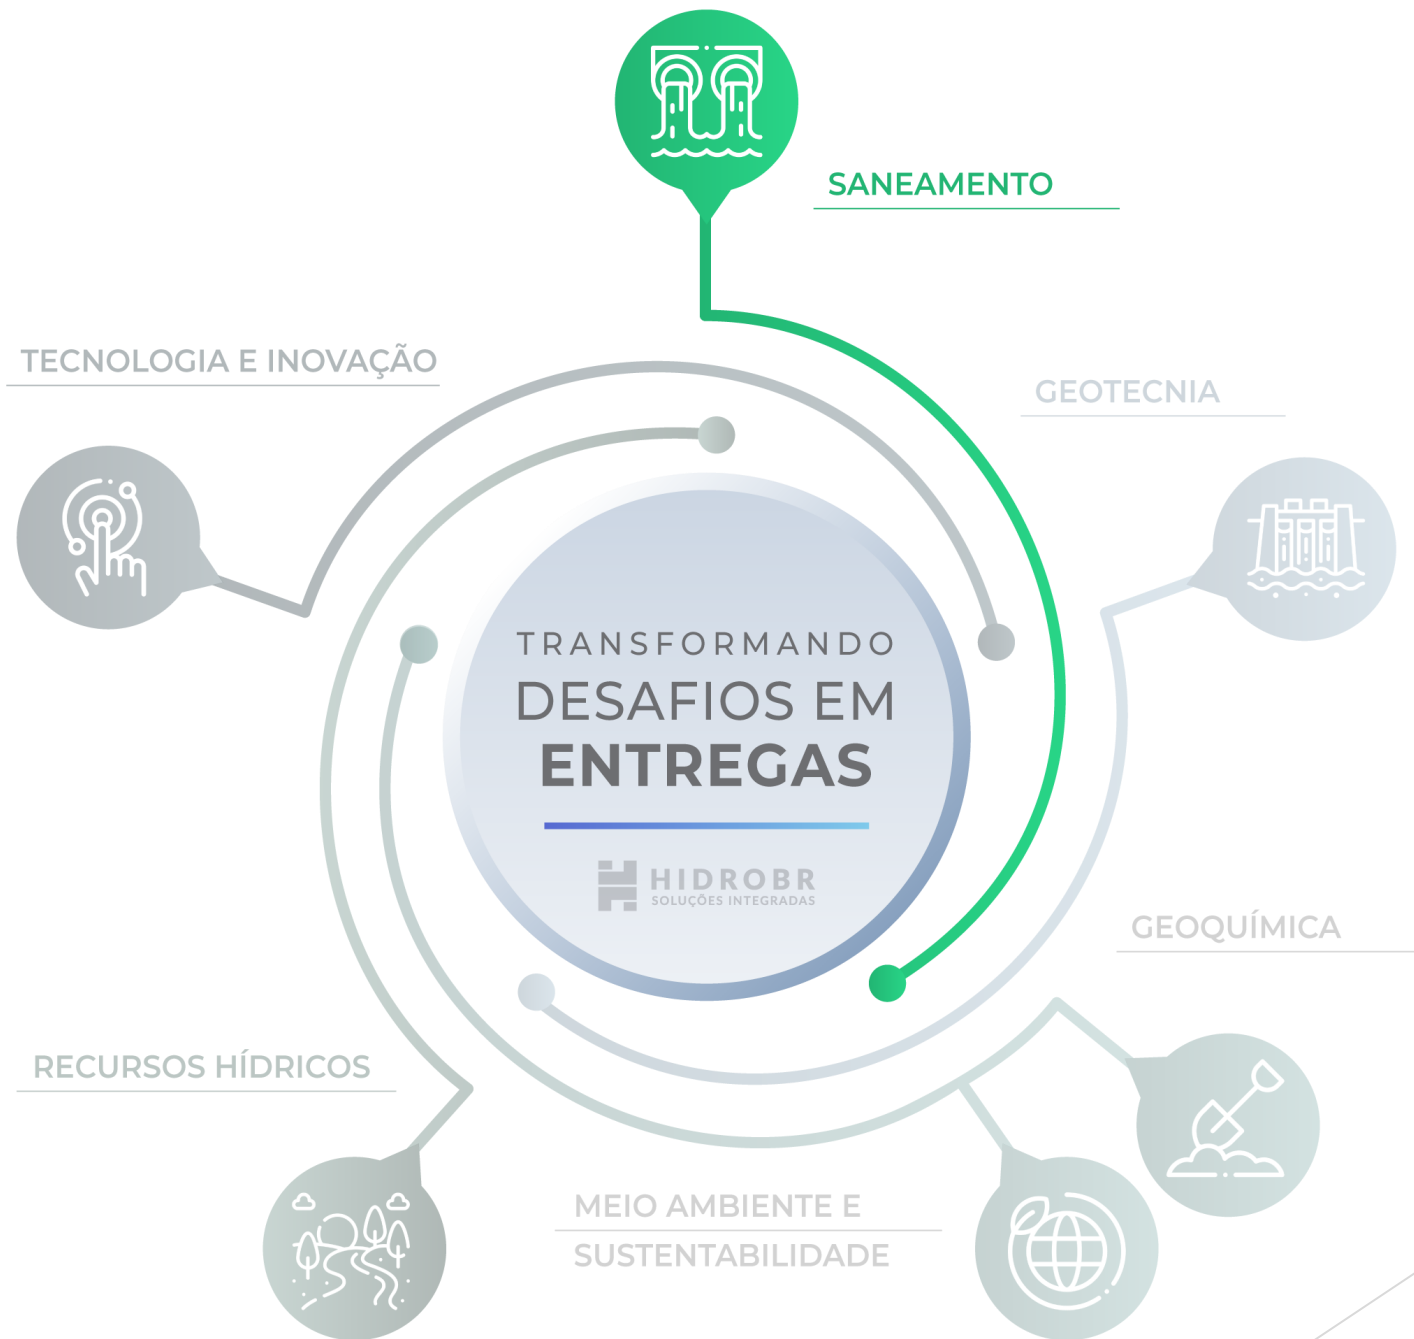 SANEAMENTO
TECNOLOGIA E INOVAÇÃO
GEOTECNIA
TRANSFORMANDO
DESAFIOS EM
ENTREGAS
HIDROBR
SOLUÇÕES INTEGRADAS
GEOQUÍMICA
RECURSOS HÍDRICOS
MEIO AMBIENTE E
SUSTENTABILIDADE